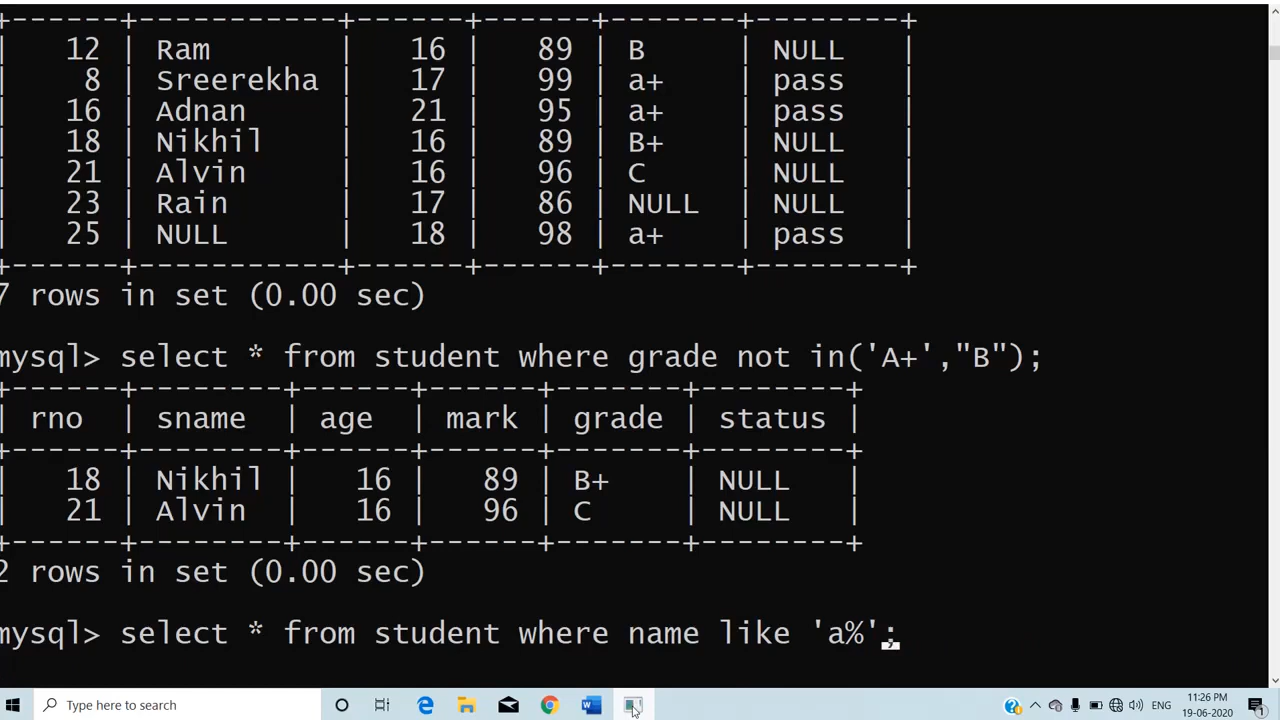 +------+-----------+------+------+-------+--------+
| 12 | Ram | 16 | 89 | B | NULL |
| 8 | Sreerekha | 17 | 99 | a+ | pass |
| 16 | Adnan | 21 | 95 | a+ | pass |
| 18 | Nikhil | 16 | 89 | B+ | NULL |
| 21 | Alvin | 16 | 96 | C | NULL |
| 23 | Rain | 17 | 86 | NULL | NULL |
| 25 | NULL | 18 | 98 | a+ | pass |
+------+-----------+------+------+-------+--------+
7 rows in set (0.00 sec)
mysql> select * from student where grade not in('A+',"B");
+------+--------+------+------+-------+--------+
| rno | sname | age | mark | grade | status |
+------+--------+------+------+-------+--------+
| 18 | Nikhil | 16 | 89 | B+ | NULL |
| 21 | Alvin | 16 | 96 | C | NULL |
+------+--------+------+------+-------+--------+
2 rows in set (0.00 sec)
mysql> select * from student where name like 'a%';
Type here to search
ENG
11:26 PM
19-06-2020
1